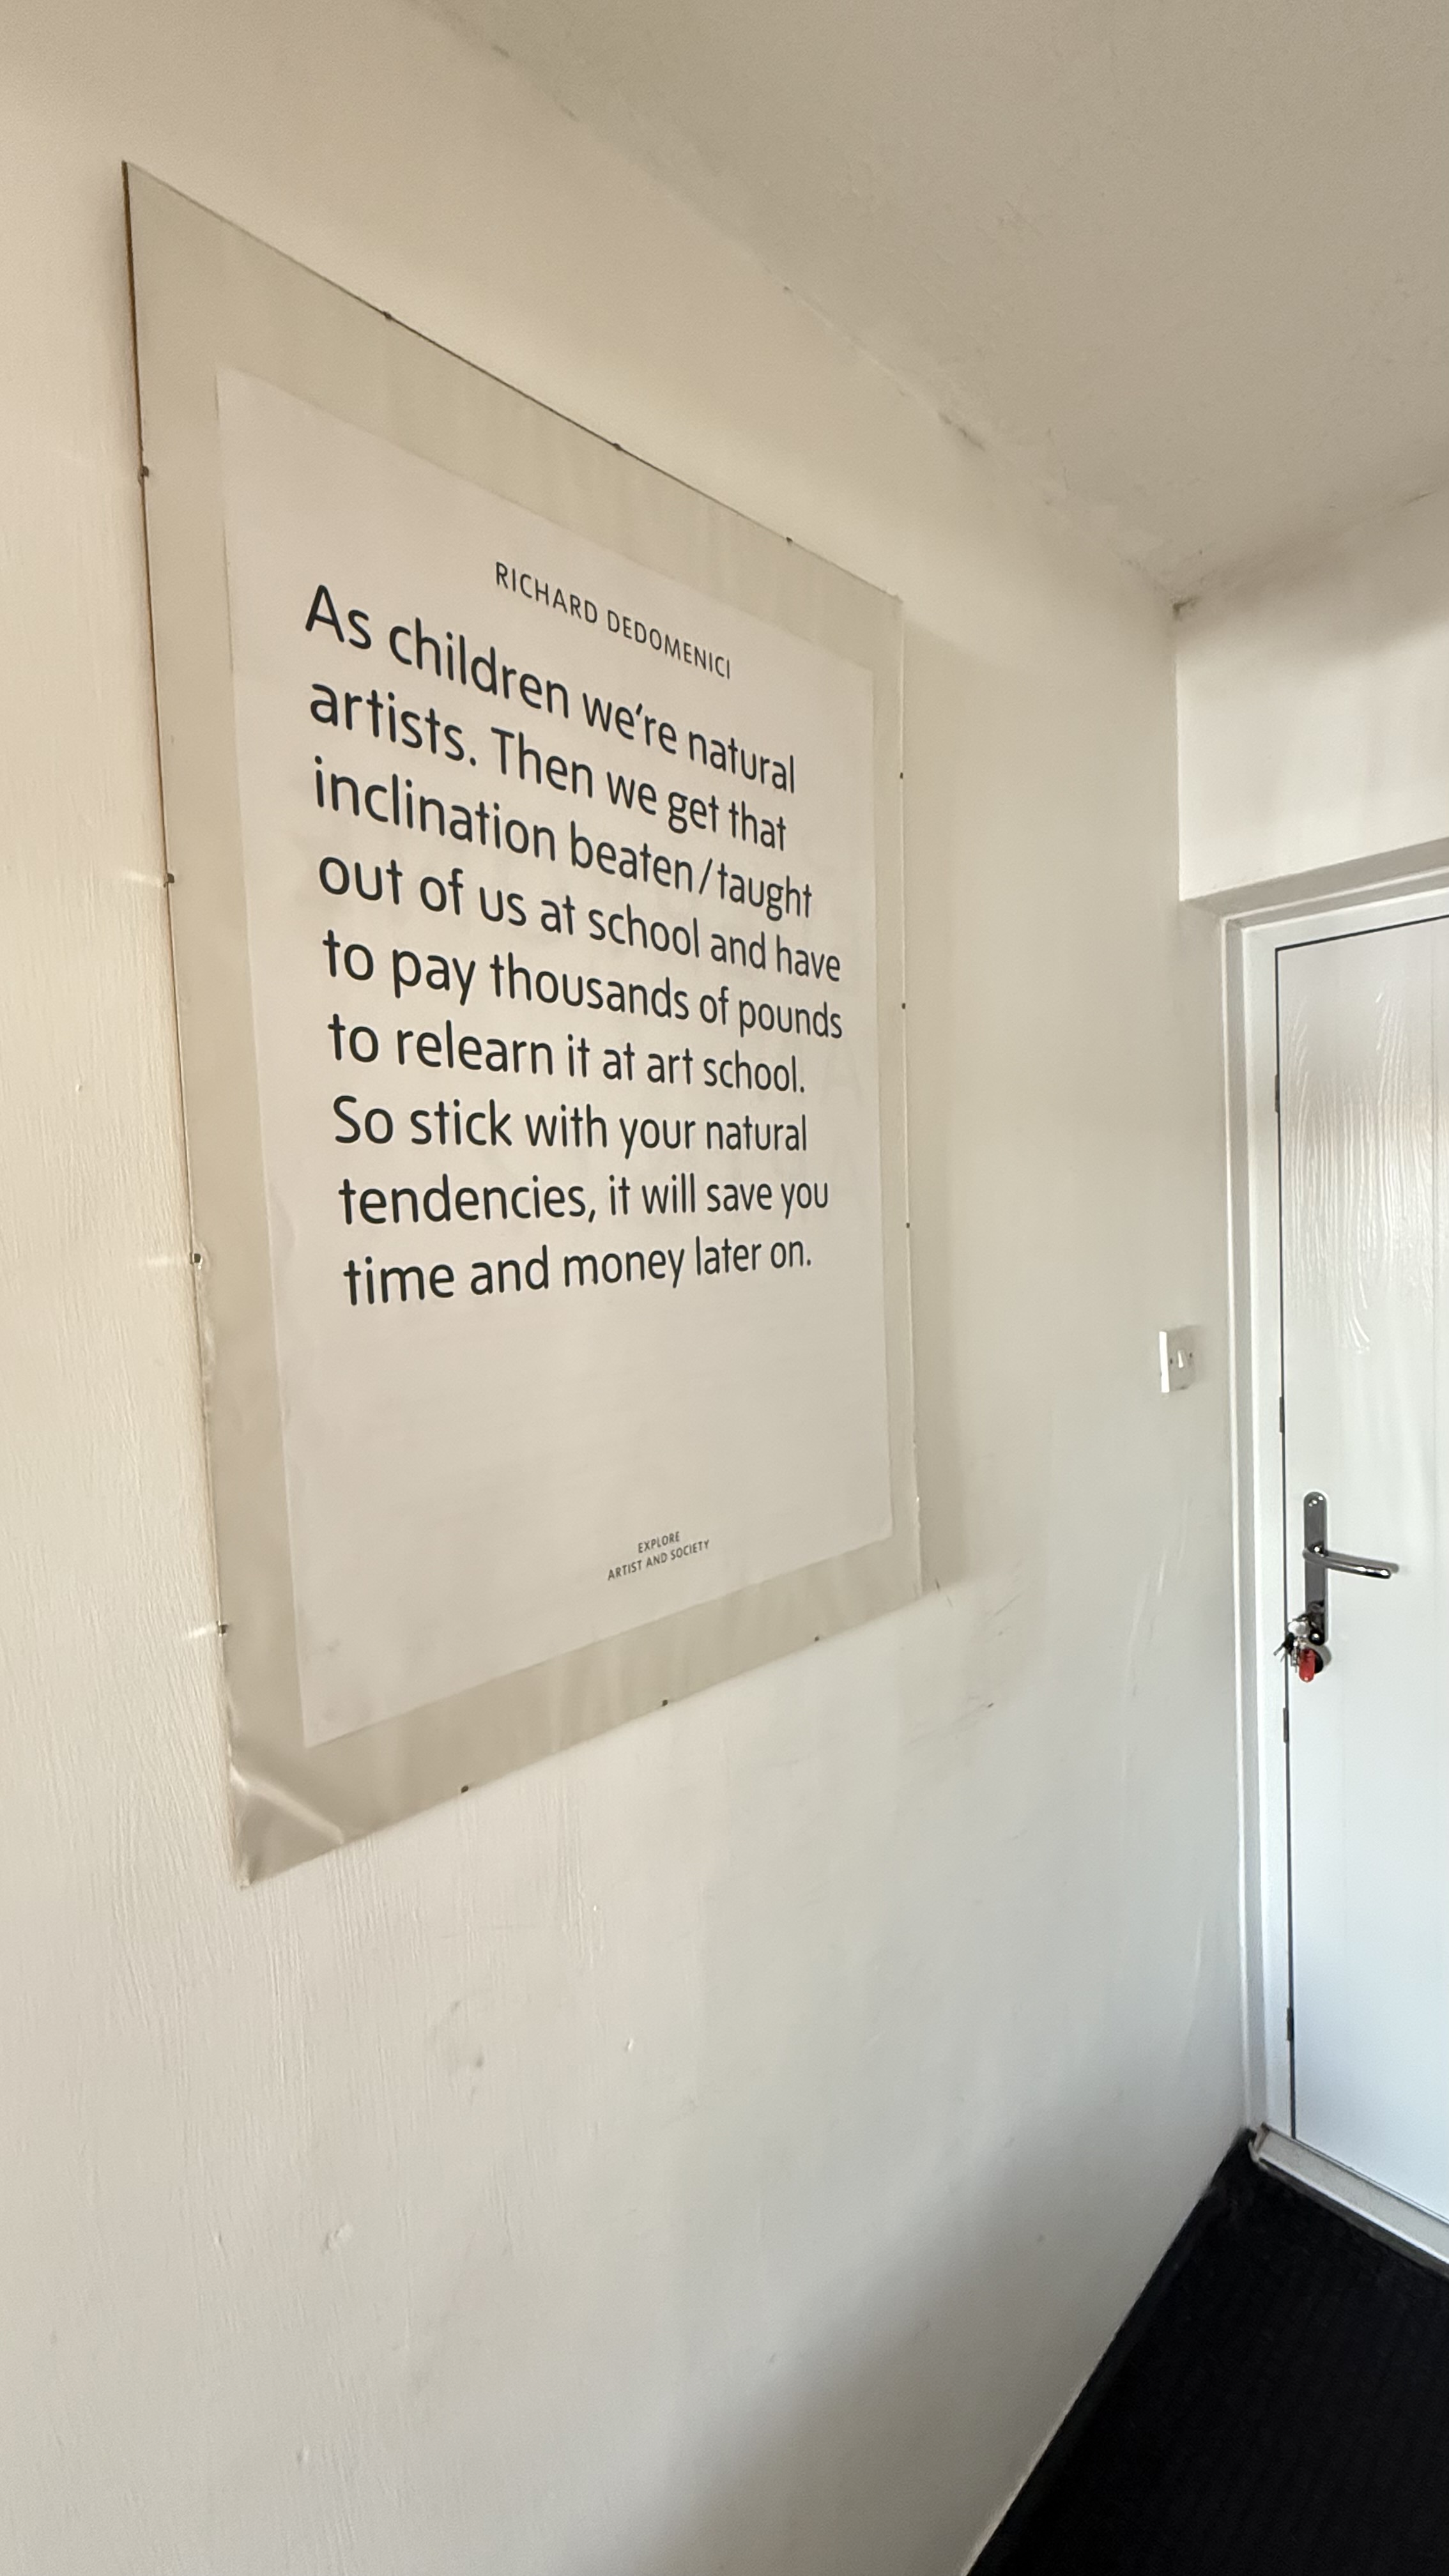 RICHARD DEDOMENICI
As children we’re natural
artists. Then we get that
inclination beaten/taught
out of us at school and have
to pay thousands of pounds
to relearn it at art school.
So stick with your natural
tendencies, it will save you
time and money later on.
EXPLORE
ARTIST AND SOCIETY